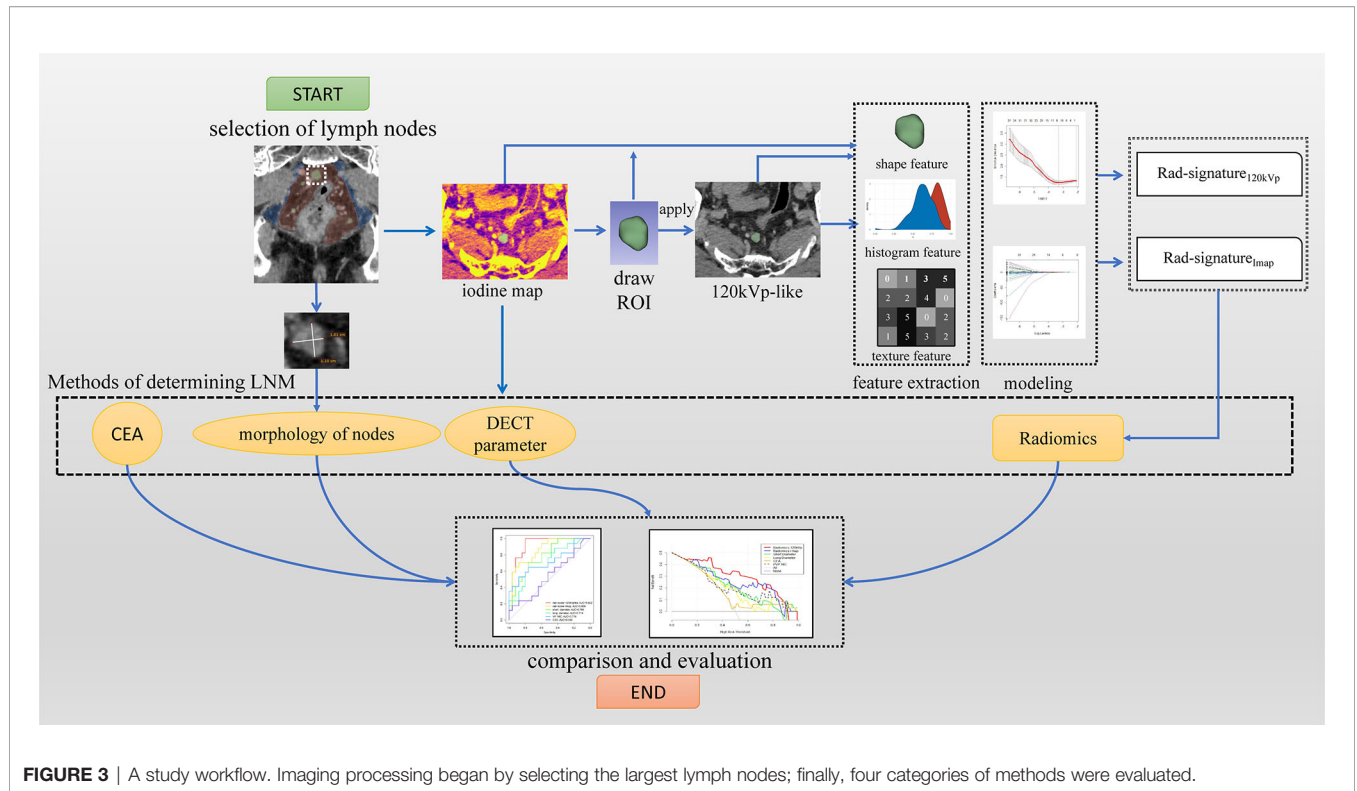 START
selection of lymph nodes
iodine map
draw
ROI
apply
120kVp-like
shape feature
histogram feature
0 1 3 5
2 2 4 0
3 5 0 2
1 5 3 2
texture feature
feature extraction
modeling
Rad-signature120kVp
Rad-signatureImap
Methods of determining LNM
CEA
morphology of nodes
DECT
parameter
Radiomics
comparison and evaluation
END
FIGURE 3 | A study workflow. Imaging processing began by selecting the largest lymph nodes; finally, four categories of methods were evaluated.